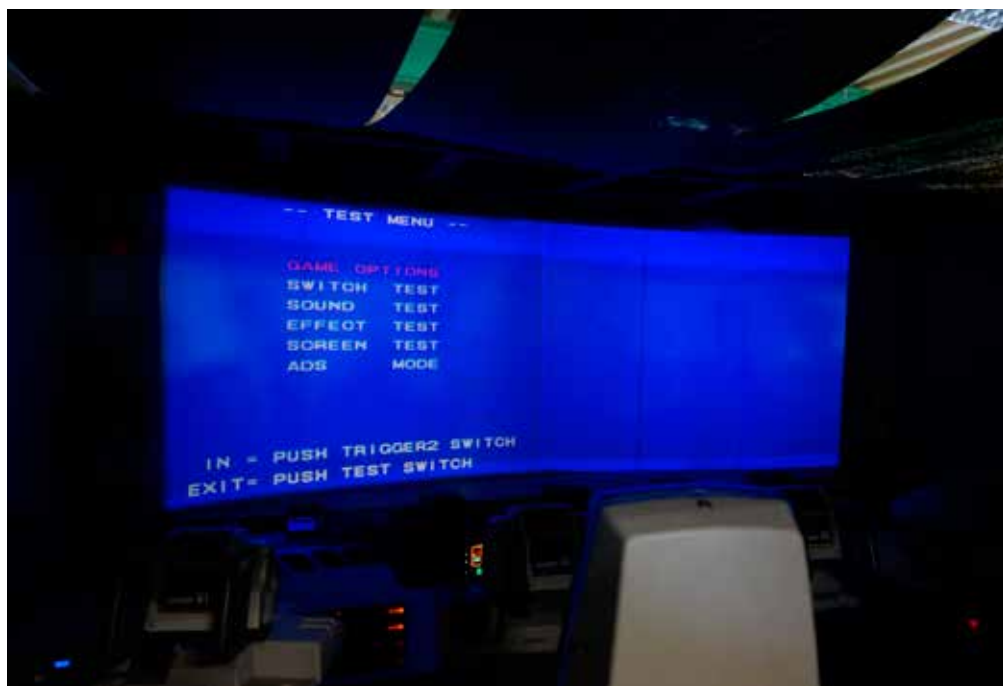 -- TEST MENU --
GAME OPTIONS
SWITCH TEST
SOUND TEST
EFFECT TEST
SCREEN TEST
ADS MODE
IN = PUSH TRIGGER2 SWITCH
EXIT= PUSH TEST SWITCH